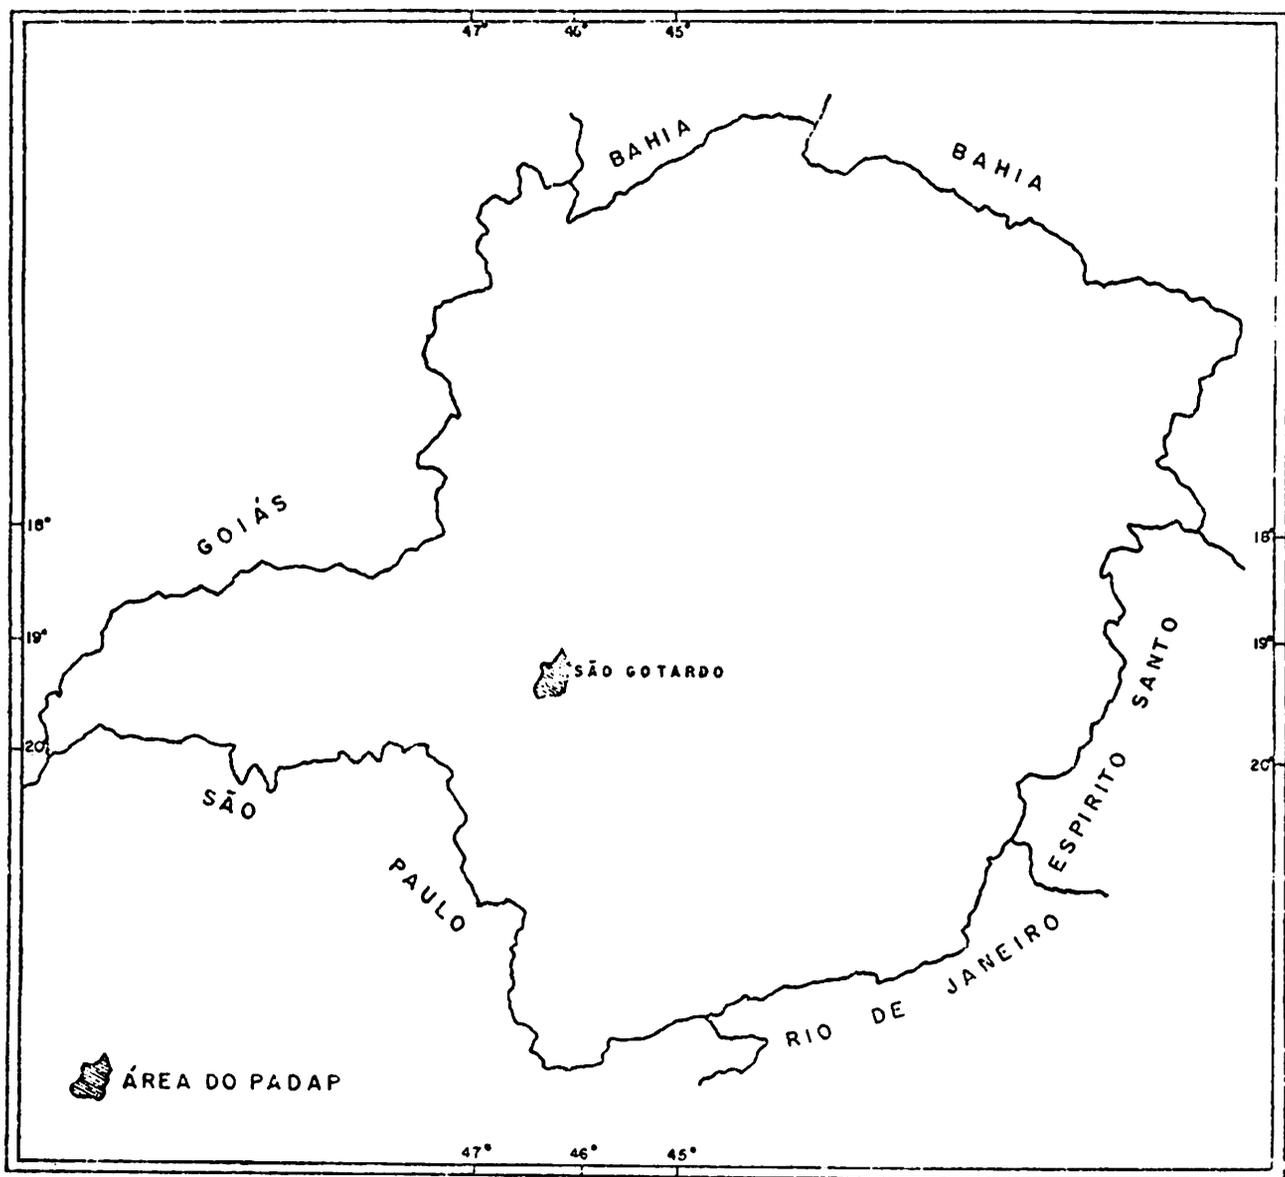 47° 46° 45°
BAHIA
BAHIA
GOIÁS
18°
18°
19°
19°
SÃO GOTARDO
ESPIRITO SANTO
20°
20°
SÃO
PAULO
RIO DE JANEIRO
ÁREA DO PADAP
47° 46° 45°